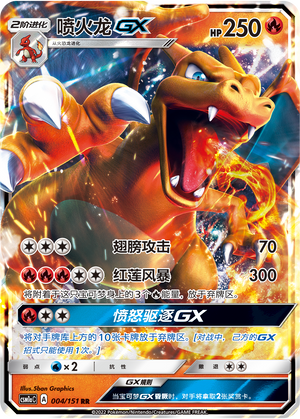 2阶进化 喷火龙GX HP250
从火恐龙进化
翅膀攻击 70
红莲风暴 300
将附着于这只宝可梦身上的3个能量，放于弃牌区。
愤怒驱逐GX
将对手牌库上方的10张卡牌放于弃牌区。[对战中，己方的GX
招式只能使用1次。]
弱点 ×2 抵抗力 撤退
Illus.5ban Graphics
GX规则
CSM1cC A 004/151 RR
当宝可梦GX昏厥时，对手将拿取2张奖赏卡。
©2022 Pokémon/Nintendo/Creatures/GAME FREAK.